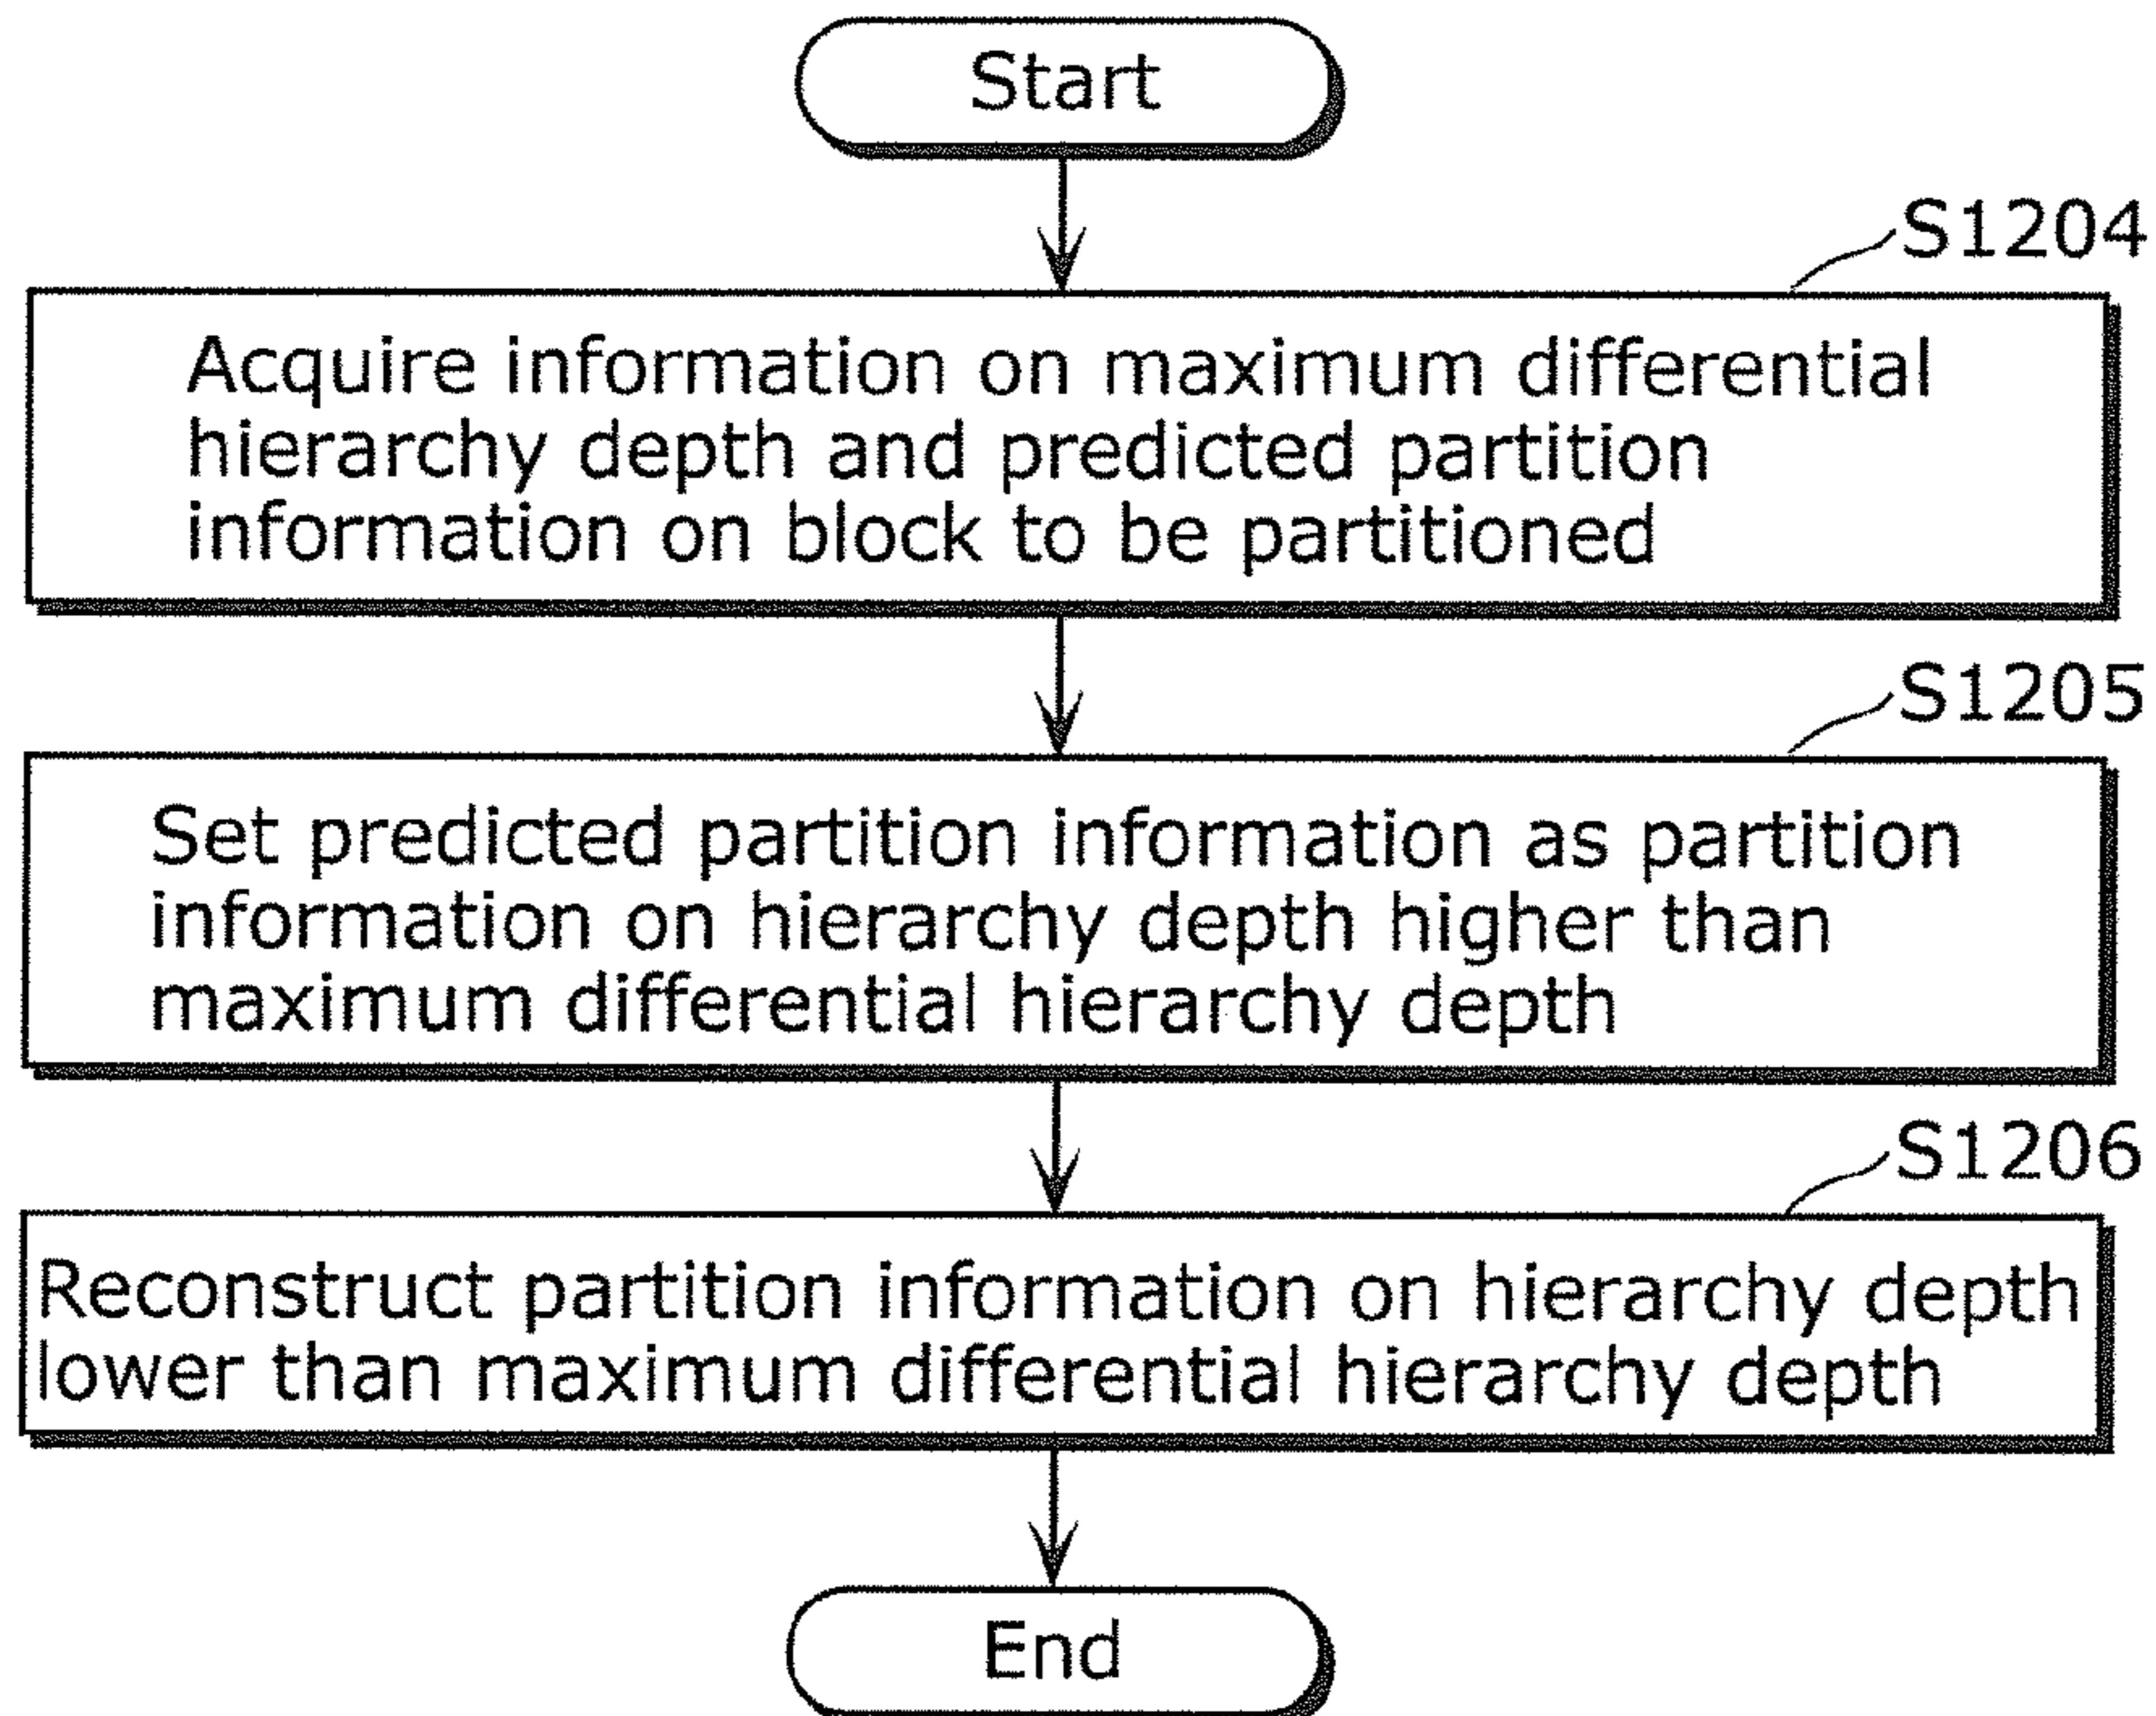 Start
S1204
Acquire information on maximum differential
hierarchy depth and predicted partition
information on block to be partitioned
S1205
Set predicted partition information as partition
information on hierarchy depth higher than
maximum differential hierarchy depth
S1206
Reconstruct partition information on hierarchy depth
lower than maximum differential hierarchy depth
End